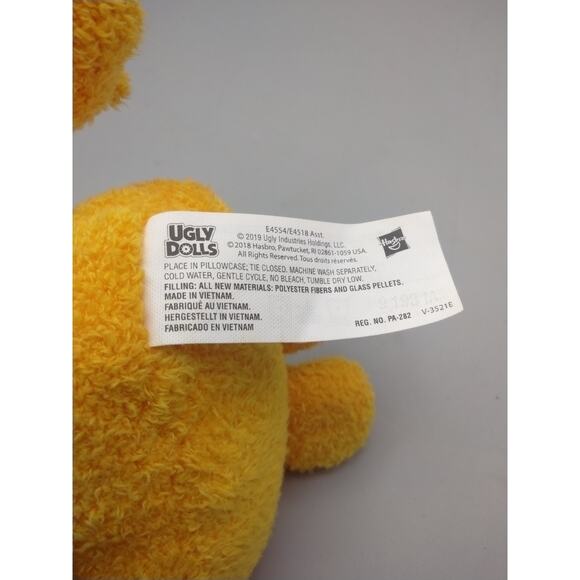 UGLY
DOLLS
E4554/E4518 Asst.
© 2019 Ugly Industries Holdings, LLC.
© 2018 Hasbro, Pawtucket, RI 02861-1059 USA.
All Rights Reserved. Tous droits réservés.
Hasbro
PLACE IN PILLOWCASE; TIE CLOSED. MACHINE WASH SEPARATELY,
COLD WATER, GENTLE CYCLE, NO BLEACH, TUMBLE DRY LOW.
FILLING: ALL NEW MATERIALS: POLYESTER FIBERS AND GLASS PELLETS.
MADE IN VIETNAM.
FABRIQUÉ AU VIETNAM.
HERGESTELLT IN VIETNAM.
FABRICADO EN VIETNAM
REG. NO. PA-282 V-3521E